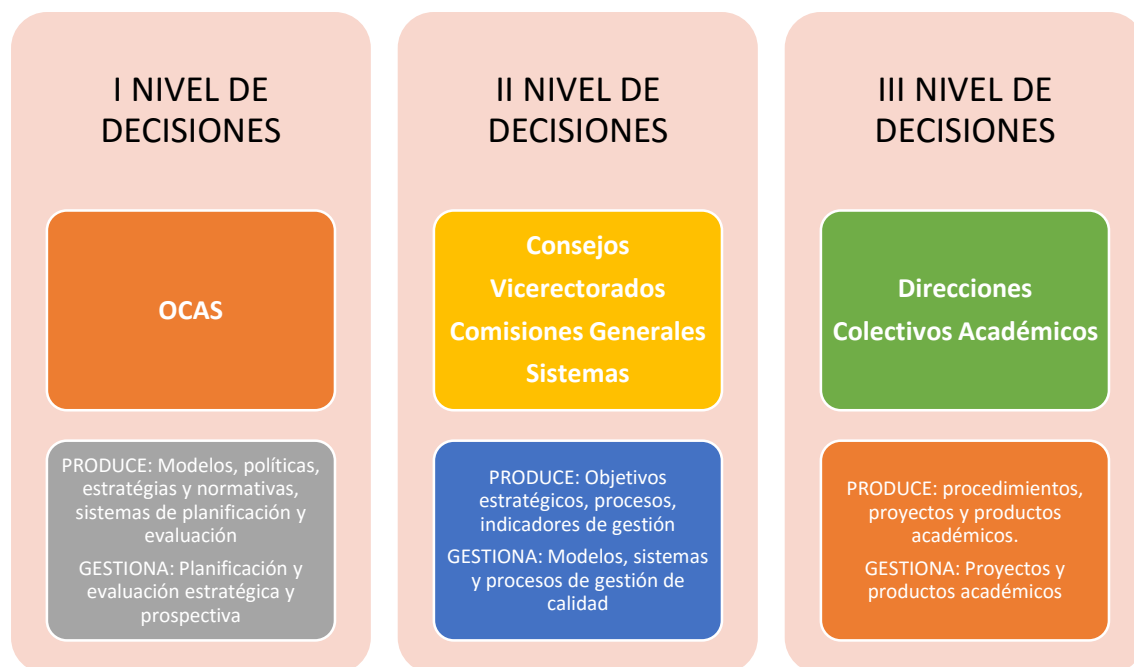 I NIVEL DE
DECISIONES
OCAS
PRODUCE: Modelos, políticas,
estratégias y normativas,
sistemas de planificación y
evaluación
GESTIONA: Planificación y
evaluación estratégica y
prospectiva
II NIVEL DE
DECISIONES
Consejos
Vicerectorados
Comisiones Generales
Sistemas
PRODUCE: Objetivos
estratégicos, procesos,
indicadores de gestión
GESTIONA: Modelos, sistemas
y procesos de gestión de
calidad
III NIVEL DE
DECISIONES
Direcciones
Colectivos Académicos
PRODUCE: procedimientos,
proyectos y productos
académicos.
GESTIONA: Proyectos y
productos académicos